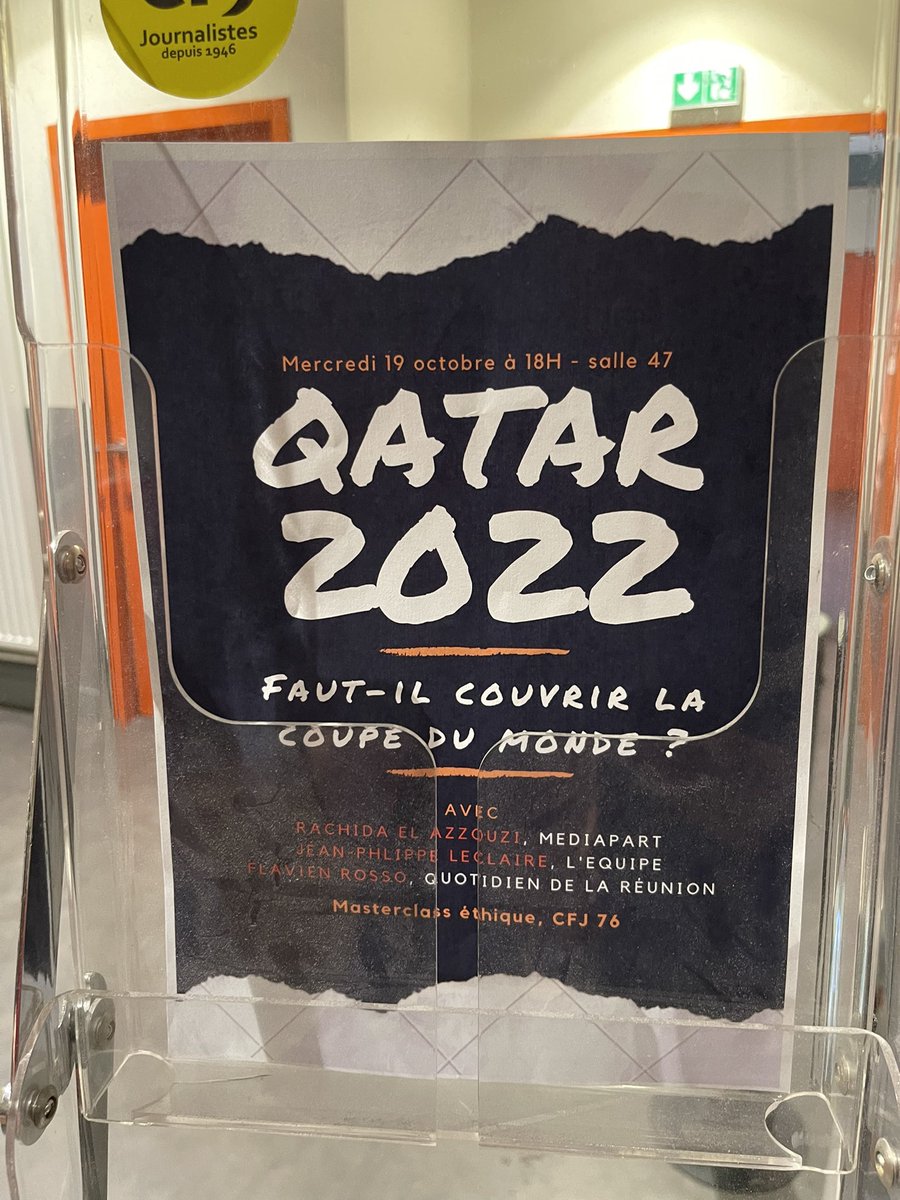 Journalistes
depuis 1946
Mercredi 19 octobre à 18H - salle 47
QATAR
2022
FAUT-IL COUVRIR LA
COUPE DU MONDE ?
AVEC
RACHIDA EL AZZOUZI, MEDIAPART
JEAN-PHLIPPE LECLAIRE, L'EQUIPE
FLAVIEN ROSSO, QUOTIDIEN DE LA RÉUNION
Masterclass éthique, CFJ 76